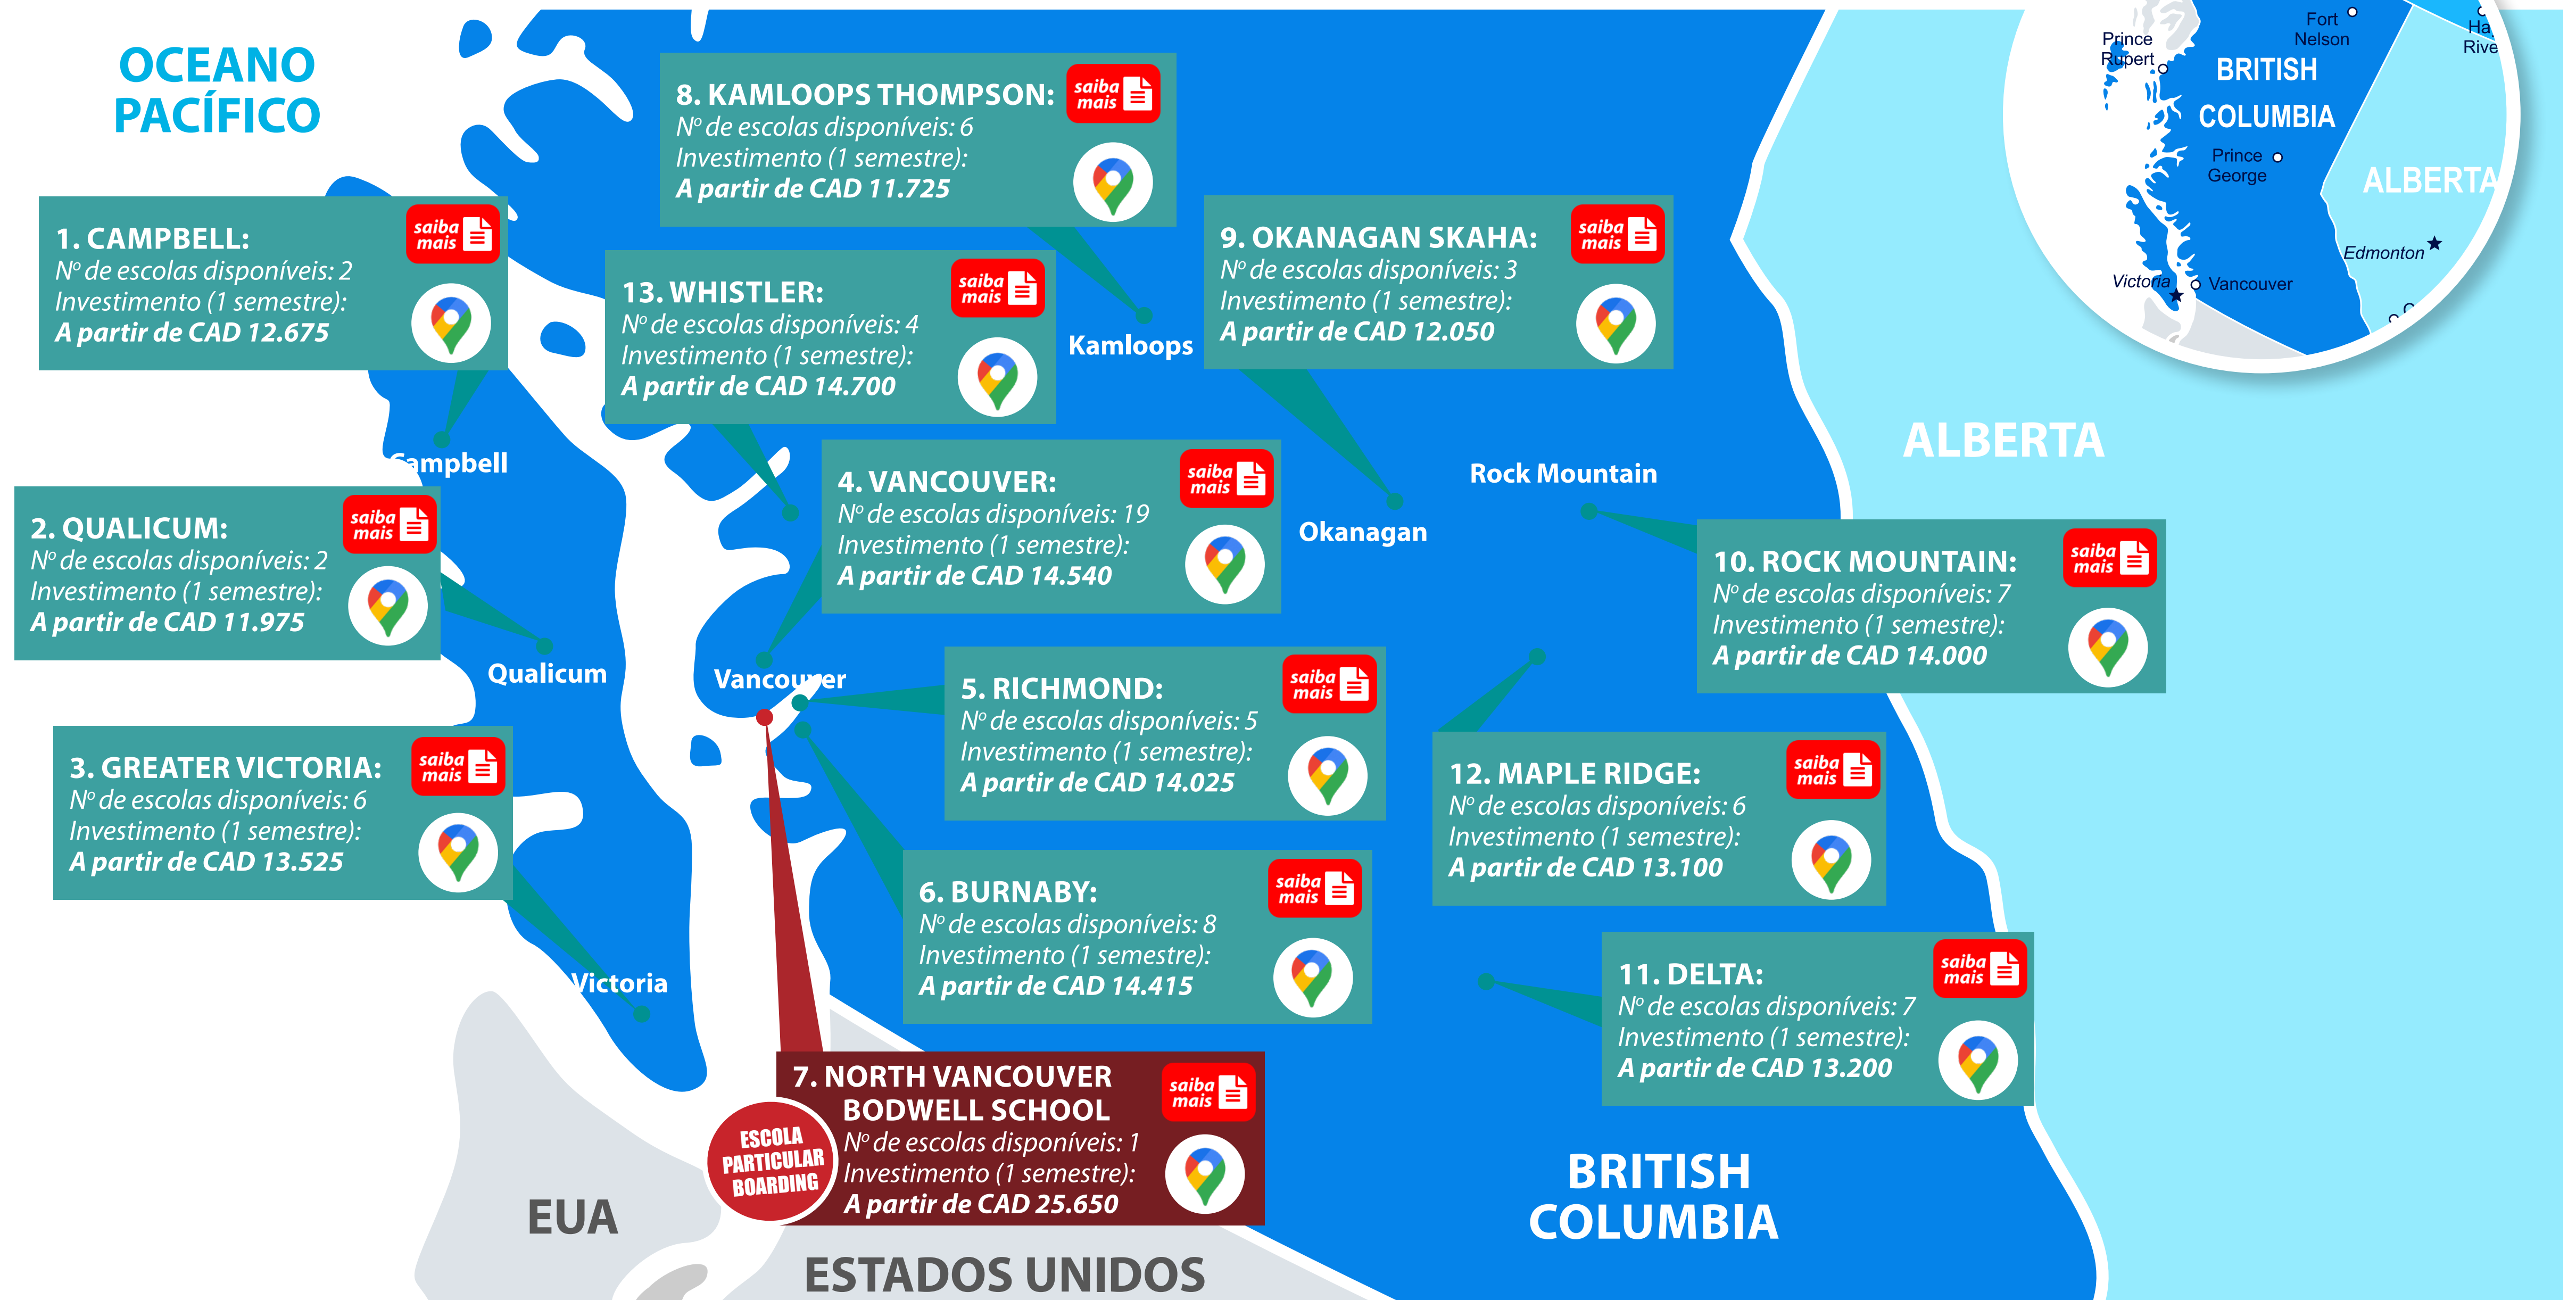 OCEANO
PACÍFICO
8. KAMLOOPS THOMPSON:
Nº de escolas disponíveis: 6
Investimento (1 semestre):
A partir de CAD 11.725
saiba
mais
1. CAMPBELL:
Nº de escolas disponíveis: 2
Investimento (1 semestre):
A partir de CAD 12.675
saiba
mais
13. WHISTLER:
Nº de escolas disponíveis: 4
Investimento (1 semestre):
A partir de CAD 14.700
saiba
mais
Kamloops
9. OKANAGAN SKAHA:
Nº de escolas disponíveis: 3
Investimento (1 semestre):
A partir de CAD 12.050
saiba
mais
Prince
Rupert
Fort
Nelson
Ha
Rive
BRITISH
COLUMBIA
Prince
George
ALBERTA
Edmonton
Victoria
Vancouver
ALBERTA
Campbell
2. QUALICUM:
Nº de escolas disponíveis: 2
Investimento (1 semestre):
A partir de CAD 11.975
saiba
mais
Qualicum
4. VANCOUVER:
Nº de escolas disponíveis: 19
Investimento (1 semestre):
A partir de CAD 14.540
saiba
mais
Vancouver
Okanagan
Rock Mountain
10. ROCK MOUNTAIN:
Nº de escolas disponíveis: 7
Investimento (1 semestre):
A partir de CAD 14.000
saiba
mais
5. RICHMOND:
Nº de escolas disponíveis: 5
Investimento (1 semestre):
A partir de CAD 14.025
saiba
mais
3. GREATER VICTORIA:
Nº de escolas disponíveis: 6
Investimento (1 semestre):
A partir de CAD 13.525
saiba
mais
Victoria
12. MAPLE RIDGE:
Nº de escolas disponíveis: 6
Investimento (1 semestre):
A partir de CAD 13.100
saiba
mais
6. BURNABY:
Nº de escolas disponíveis: 8
Investimento (1 semestre):
A partir de CAD 14.415
saiba
mais
11. DELTA:
Nº de escolas disponíveis: 7
Investimento (1 semestre):
A partir de CAD 13.200
saiba
mais
7. NORTH VANCOUVER
BODWELL SCHOOL
Nº de escolas disponíveis: 1
Investimento (1 semestre):
A partir de CAD 25.650
saiba
mais
ESCOLA
PARTICULAR
BOARDING
EUA
ESTADOS UNIDOS
BRITISH
COLUMBIA